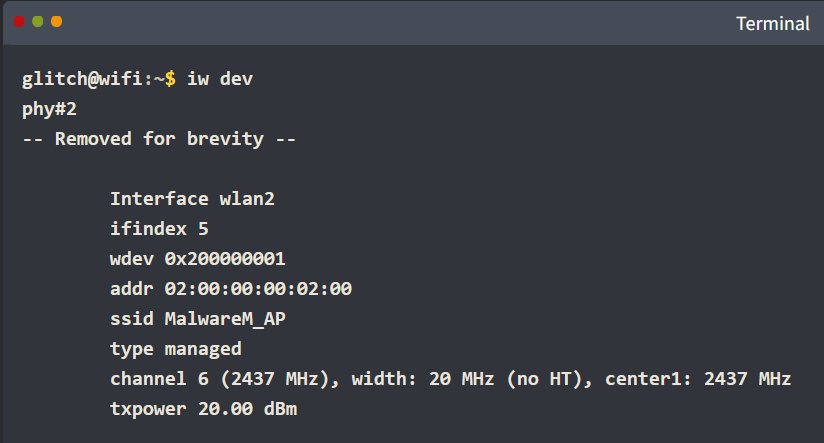 Terminal
glitch@wifi:~$ iw dev
phy#2
-- Removed for brevity --
Interface wlan2
ifindex 5
wdev 0x200000001
addr 02:00:00:00:02:00
ssid MalwareM_AP
type managed
channel 6 (2437 MHz), width: 20 MHz (no HT), center1: 2437 MHz
txpower 20.00 dBm